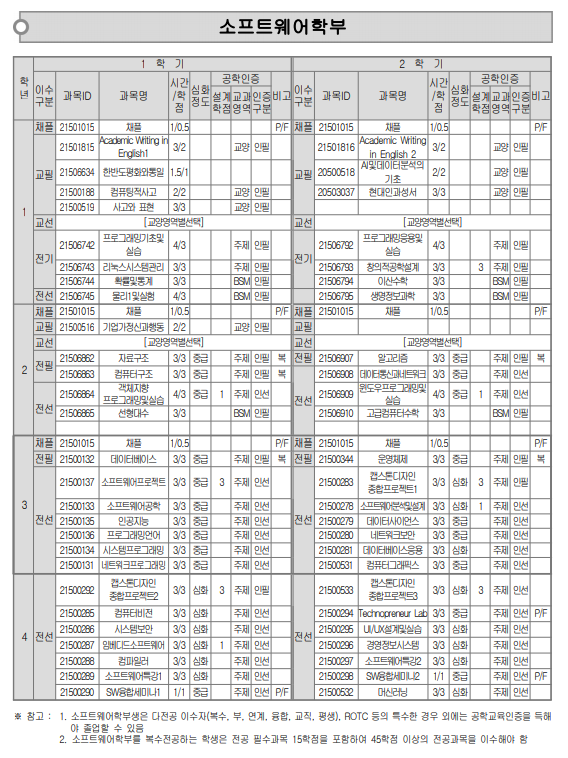 소프트웨어학부
학년 1 학 기 2 학 기
이수구분 과목ID 과목명 시간/학점 심화정도 공학인증 비고 이수구분 과목ID 과목명 시간/학점 심화정도 공학인증 비고
설계학점 교과영역 인증구분 설계학점 교과영역 인증구분
1
채플 21501015 채플 1/0.5 P/F 채플 21501015 채플 1/0.5 P/F
교필 21501815 Academic Writing in English1 3/2 교양 인필 교필 21501816 Academic Writing in English 2 3/2 교양 인필
21506634 한반도평화와통일 1.5/1 20500518 AI및데이터분석의 기초 2/2 교양 인필
21500188 컴퓨팅적사고 2/2 교양 인필 20503037 현대인과성서 3/3 교양 인필
21500519 사고와 표현 3/3 교양 인필
교선 [교양영역별선택] [교양영역별선택]
전기 21506742 프로그래밍기초및실습 4/3 주제 인필 전기 21506792 프로그래밍응용및실습 4/3 주제 인필
21506743 리눅스시스템관리 3/3 주제 인필 21506793 창의적공학설계 3/3 3 주제 인필
21506744 확률및통계 3/3 BSM 인필 21506794 이산수학 3/3 BSM 인필
전선 21506745 물리1및실험 4/3 BSM 인필 21506795 생명정보과학 3/3 BSM 인필
2
채플 21501015 채플 1/0.5 P/F 채플 21501015 채플 1/0.5 P/F
교필 21500516 기업가정신과행동 2/2 교양 인필 교필
교선 [교양영역별선택] 교선 [교양영역별선택]
전필 21506862 자료구조 3/3 중급 주제 인필 복 전필 21506907 알고리즘 3/3 중급 주제 인필 복
21506863 컴퓨터구조 3/3 중급 주제 인필 복 전선 21506908 데이터통신과네트워크 3/3 중급 주제 인선
전선 21506864 객체지향 프로그래밍및실습 4/3 중급 1 주제 인선 21506909 윈도우프로그래밍및실습 4/3 중급 1 주제 인선
21506865 선형대수 3/3 BSM 인필 21506910 고급컴퓨터수학 3/3 BSM 인필
3
채플 21501015 채플 1/0.5 P/F 채플 21501015 채플 1/0.5 P/F
전필 21500132 데이터베이스 3/3 중급 주제 인필 복 전필 21500344 운영체제 3/3 중급 주제 인필 복
전선 21500137 소프트웨어프로젝트 3/3 중급 3 주제 인선 전선 21500283 캡스톤디자인 종합프로젝트1 3/3 심화 3 주제 인필
21500133 소프트웨어공학 3/3 중급 주제 인선 21500278 소프트웨어분석및설계 3/3 심화 1 주제 인선
21500135 인공지능 3/3 중급 주제 인선 21500279 데이터사이언스 3/3 중급 주제 인선
21500136 프로그래밍언어 3/3 중급 주제 인선 21500280 네트워크보안 3/3 중급 주제 인선
21500134 시스템프로그래밍 3/3 중급 주제 인선 21500281 데이터베이스응용 3/3 심화 주제 인선
21500131 네트워크프로그래밍 3/3 중급 주제 인선 21500531 컴퓨터그래픽스 3/3 중급 주제 인선
4
전선 21500292 캡스톤디자인 종합프로젝트2 3/3 심화 3 주제 인필 전선 21500533 캡스톤디자인 종합프로젝트3 3/3 심화 3 주제 인선
21500285 컴퓨터비전 3/3 심화 주제 인선 21500294 Technopreneur Lab 3/3 중급 주제 인선 P/F
21500286 시스템보안 3/3 심화 주제 인선 21500295 UI/UX설계및실습 3/3 심화 주제 인선
21500287 임베디드소프트웨어 3/3 심화 1 주제 인선 21500296 경영정보시스템 3/3 심화 주제 인선
21500288 컴파일러 3/3 심화 주제 인선 21500297 소프트웨어특강2 3/3 심화 주제 인선
21500289 소프트웨어특강1 3/3 심화 주제 인선 21500298 SW융합세미나2 1/1 중급 주제 인선 P/F
21500290 SW융합세미나1 1/1 중급 주제 인선 P/F 21500532 머신러닝 3/3 심화 주제 인선
※ 참고 : 1. 소프트웨어학부생은 다전공 이수자(복수, 부, 연계, 융합, 교직, 평생), ROTC 등의 특수한 경우 외에는 공학교육인증을 득해
야 졸업할 수 있음
2. 소프트웨어학부를 복수전공하는 학생은 전공 필수과목 15학점을 포함하여 45학점 이상의 전공과목을 이수해야 함